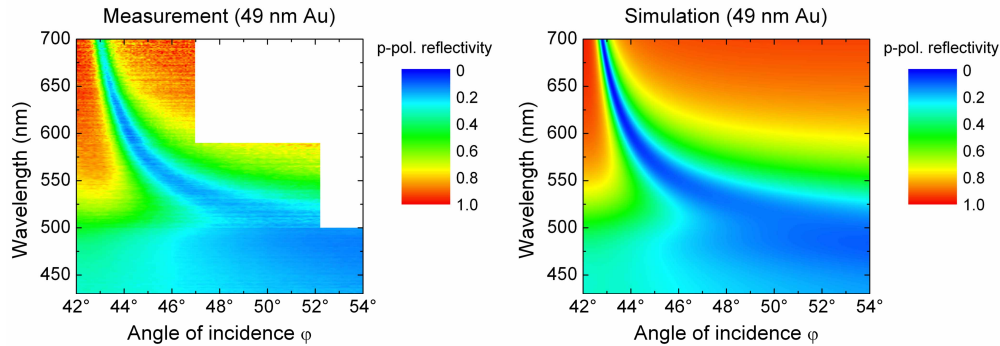 Measurement (49 nm Au)
Wavelength (nm)
700
650
600
550
500
450
42° 44° 46° 48° 50° 52° 54°
Angle of incidence φ
p-pol. reflectivity
0
0.2
0.4
0.6
0.8
1.0
Simulation (49 nm Au)
Wavelength (nm)
700
650
600
550
500
450
42° 44° 46° 48° 50° 52° 54°
Angle of incidence φ
p-pol. reflectivity
0
0.2
0.4
0.6
0.8
1.0